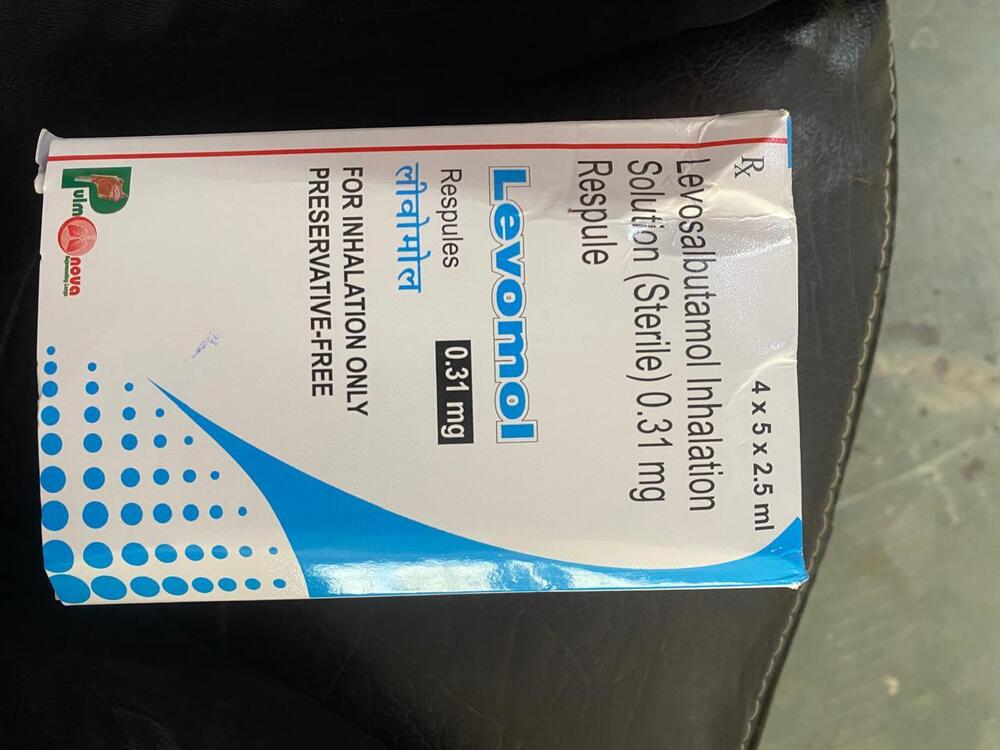 Rx
4 x 5 x 2.5 ml
Levosalbutamol Inhalation
Solution (Sterile) 0.31 mg
Respule
Levomol
Respules
0.31 mg
लीवोमोल
FOR INHALATION ONLY
PRESERVATIVE-FREE
Pulmonova